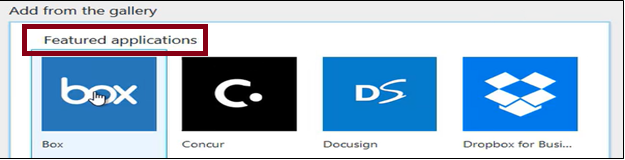 Add from the gallery
Featured applications
box
C.
DS
Box
Concur
Docusign
Dropbox for Busi...